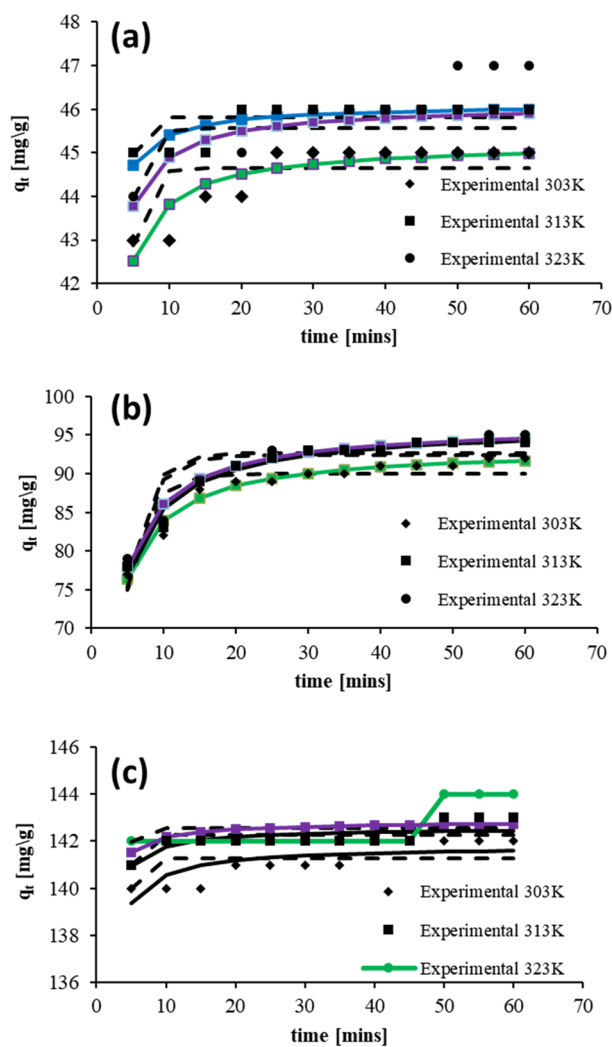 (a)
47
46
45
44
43
42
qt [mg\g]
Experimental 303K
Experimental 313K
Experimental 323K
0 10 20 30 40 50 60 70
time [mins]
(b)
100
95
90
85
80
75
70
qt [mg\g]
Experimental 303K
Experimental 313K
Experimental 323K
0 10 20 30 40 50 60 70
time [mins]
(c)
146
144
142
140
138
136
qt [mg\g]
Experimental 303K
Experimental 313K
Experimental 323K
0 10 20 30 40 50 60 70
time [mins]